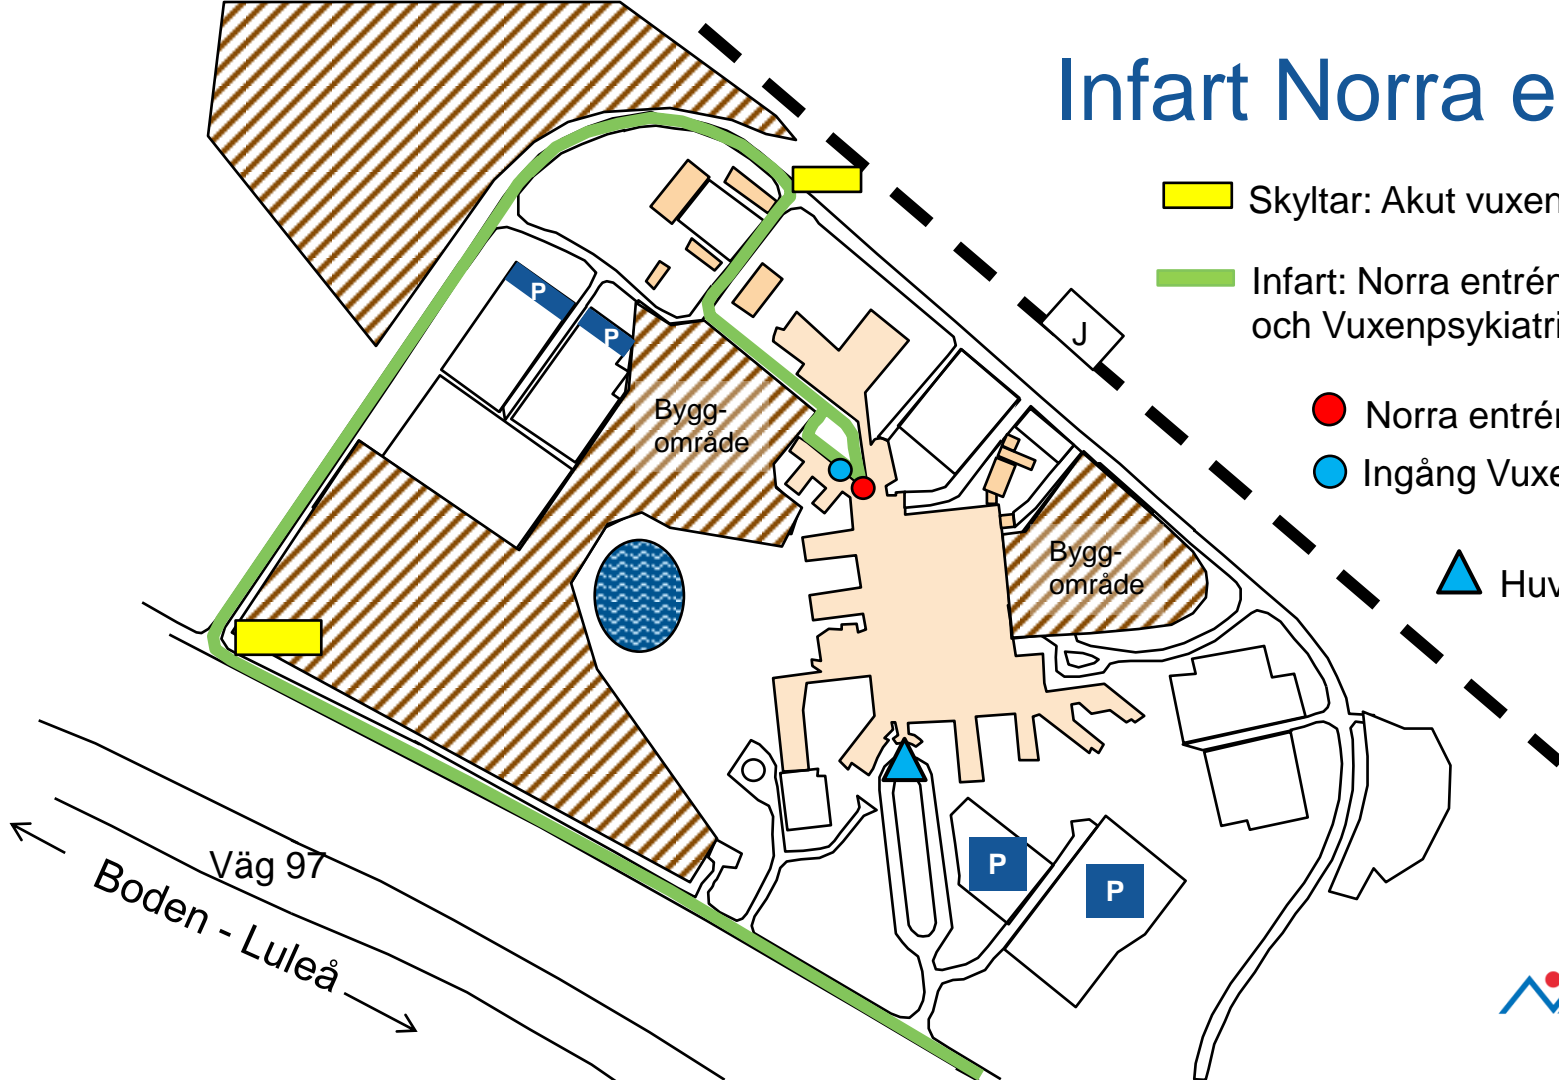 Infart Norra e
Skyltar: Akut vuxen
Infart: Norra entrén
och Vuxenpsykiatri
Norra entrén
Ingång Vuxe
Huv
J
P
P
Bygg-
område
Bygg-
område
P
P
Väg 97
Boden - Luleå